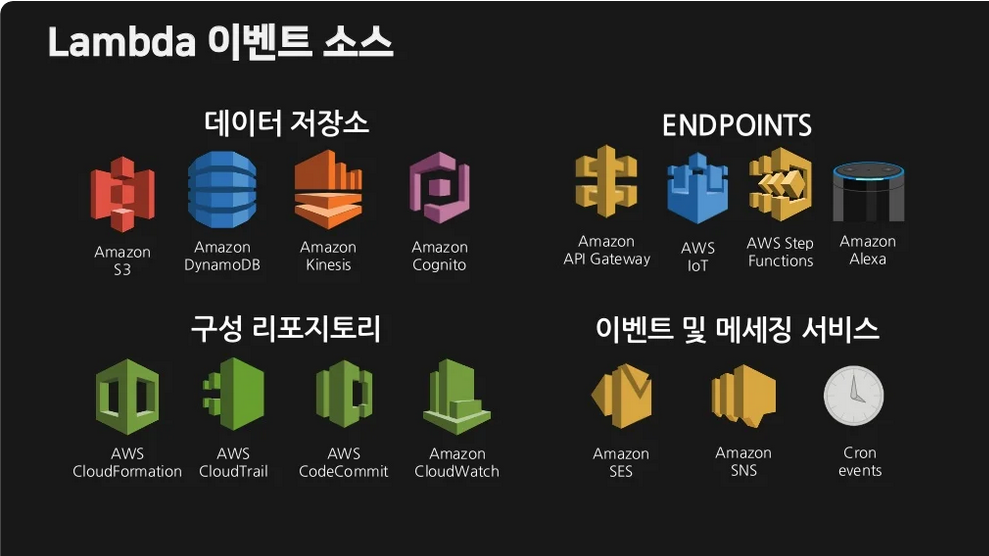 Lambda 이벤트 소스
데이터 저장소
Amazon
S3
Amazon
DynamoDB
Amazon
Kinesis
Amazon
Cognito
ENDPOINTS
Amazon
API Gateway
AWS
IoT
AWS Step
Functions
Amazon
Alexa
구성 리포지토리
AWS
CloudFormation
AWS
CloudTrail
AWS
CodeCommit
Amazon
CloudWatch
이벤트 및 메세징 서비스
Amazon
SES
Amazon
SNS
Cron
events